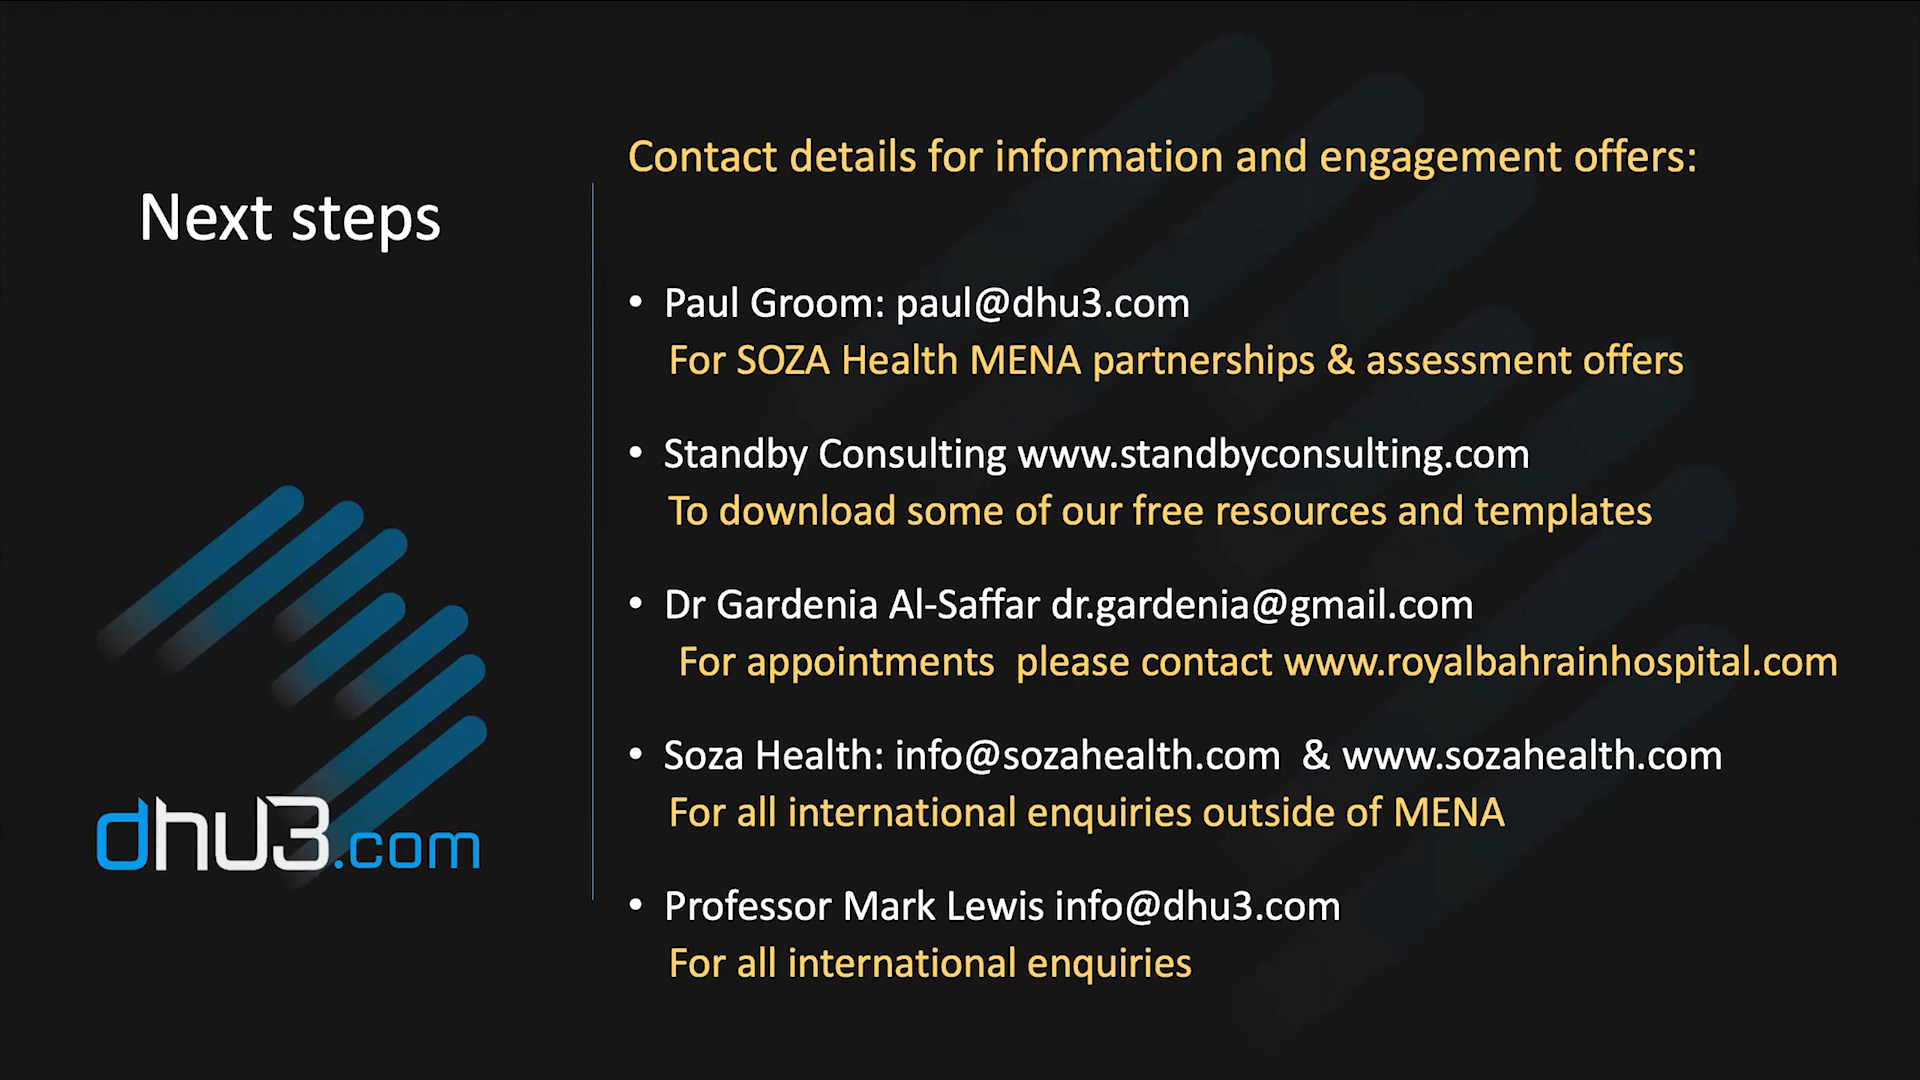 Next steps
dhu3.com
Contact details for information and engagement offers:
• Paul Groom: paul@dhu3.com
For SOZA Health MENA partnerships & assessment offers
• Standby Consulting www.standbyconsulting.com
To download some of our free resources and templates
• Dr Gardenia Al-Saffar dr.gardenia@gmail.com
For appointments please contact www.royalbahrainhospital.com
• Soza Health: info@sozahealth.com & www.sozahealth.com
For all international enquiries outside of MENA
• Professor Mark Lewis info@dhu3.com
For all international enquiries